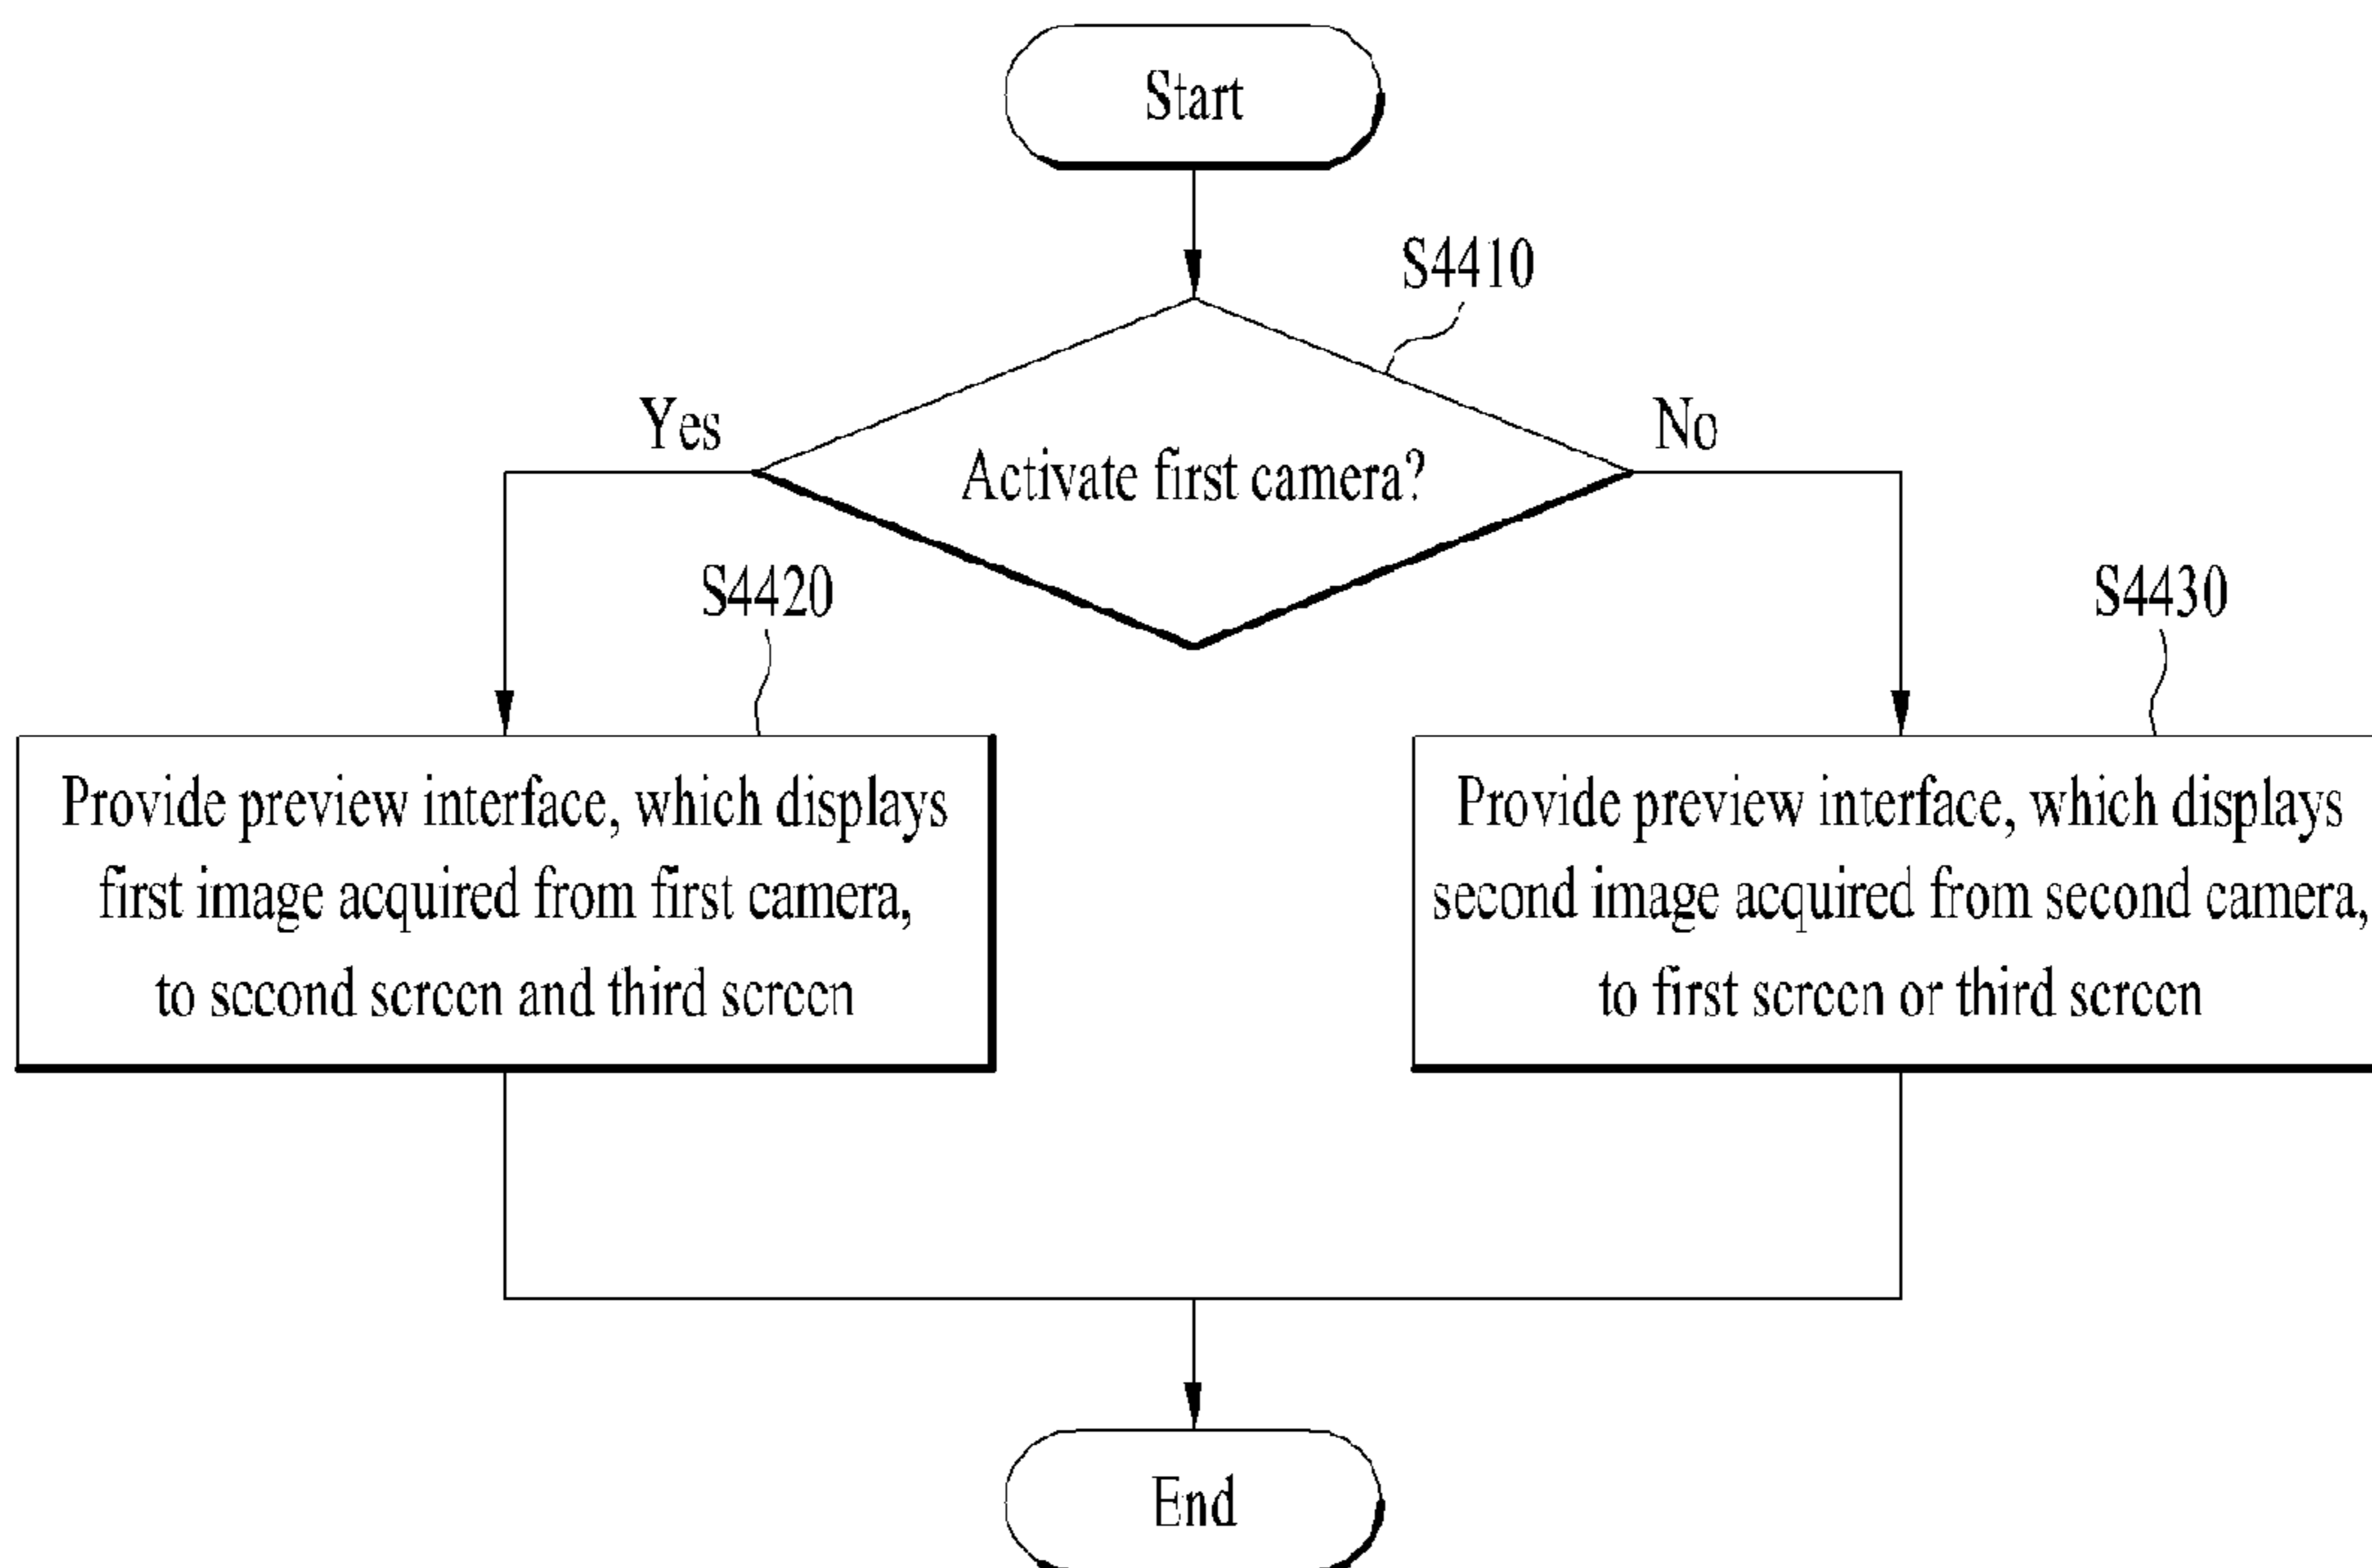 Start
S4410
Yes
No
Activate first camera?
S4420
S4430
Provide preview interface, which displays
first image acquired from first camera,
to second screen and third screen
Provide preview interface, which displays
second image acquired from second camera,
to first screen or third screen
End